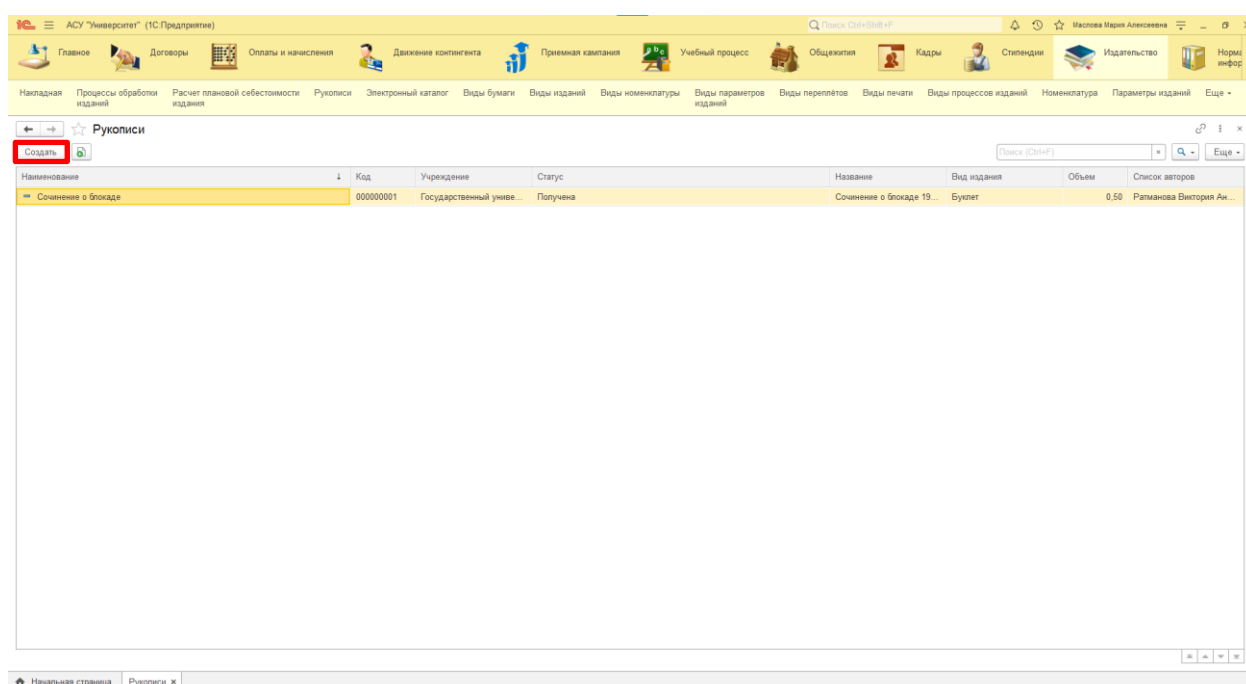 АСУ "Университет" (1С:Предприятие)
Поиск Ctrl+Shift+F
Маслова Мария Алексеевна
Главное Договоры Оплаты и начисления Движение контингента Приемная кампания Учебный процесс Общежития Кадры Стипендии Издательство
Накладная Процессы обработки изданий Расчет плановой себестоимости издания Рукописи Электронный каталог Виды бумаги Виды изданий Виды номенклатуры Виды параметров изданий Виды переплётов Виды печати Виды процессов изданий Номенклатура Параметры изданий Еще
Рукописи
Создать Поиск (Ctrl+F) Еще
Наименование Код Учреждение Статус Название Вид издания Объем Список авторов
Сочинение о блокаде 000000001 Государственный униве... Получена Сочинение о блокаде 19... Буклет 0,50 Ратманова Виктория Ан...
Начальная страница Рукописи